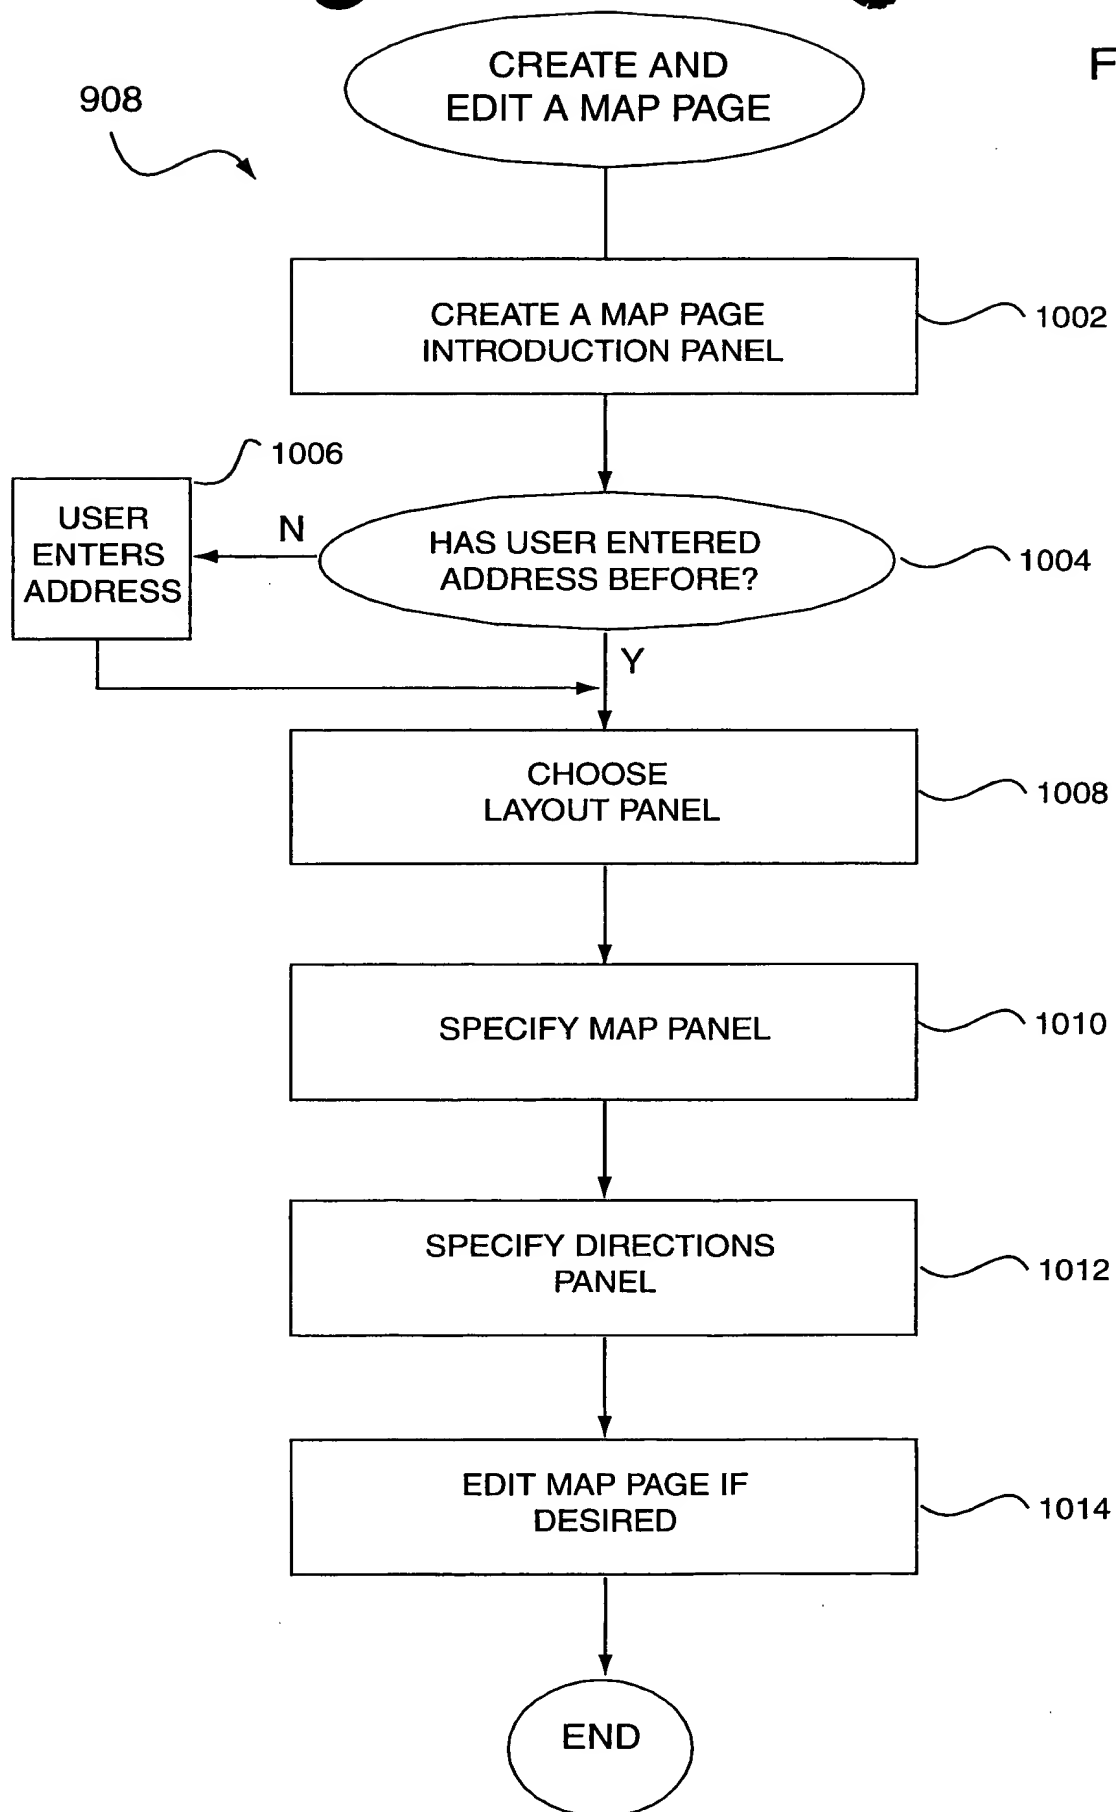 CREATE AND
EDIT A MAP PAGE
F
908
CREATE A MAP PAGE
INTRODUCTION PANEL
1002
1006
USER
ENTERS
ADDRESS
N
HAS USER ENTERED
ADDRESS BEFORE?
1004
Y
CHOOSE
LAYOUT PANEL
1008
SPECIFY MAP PANEL
1010
SPECIFY DIRECTIONS
PANEL
1012
EDIT MAP PAGE IF
DESIRED
1014
END